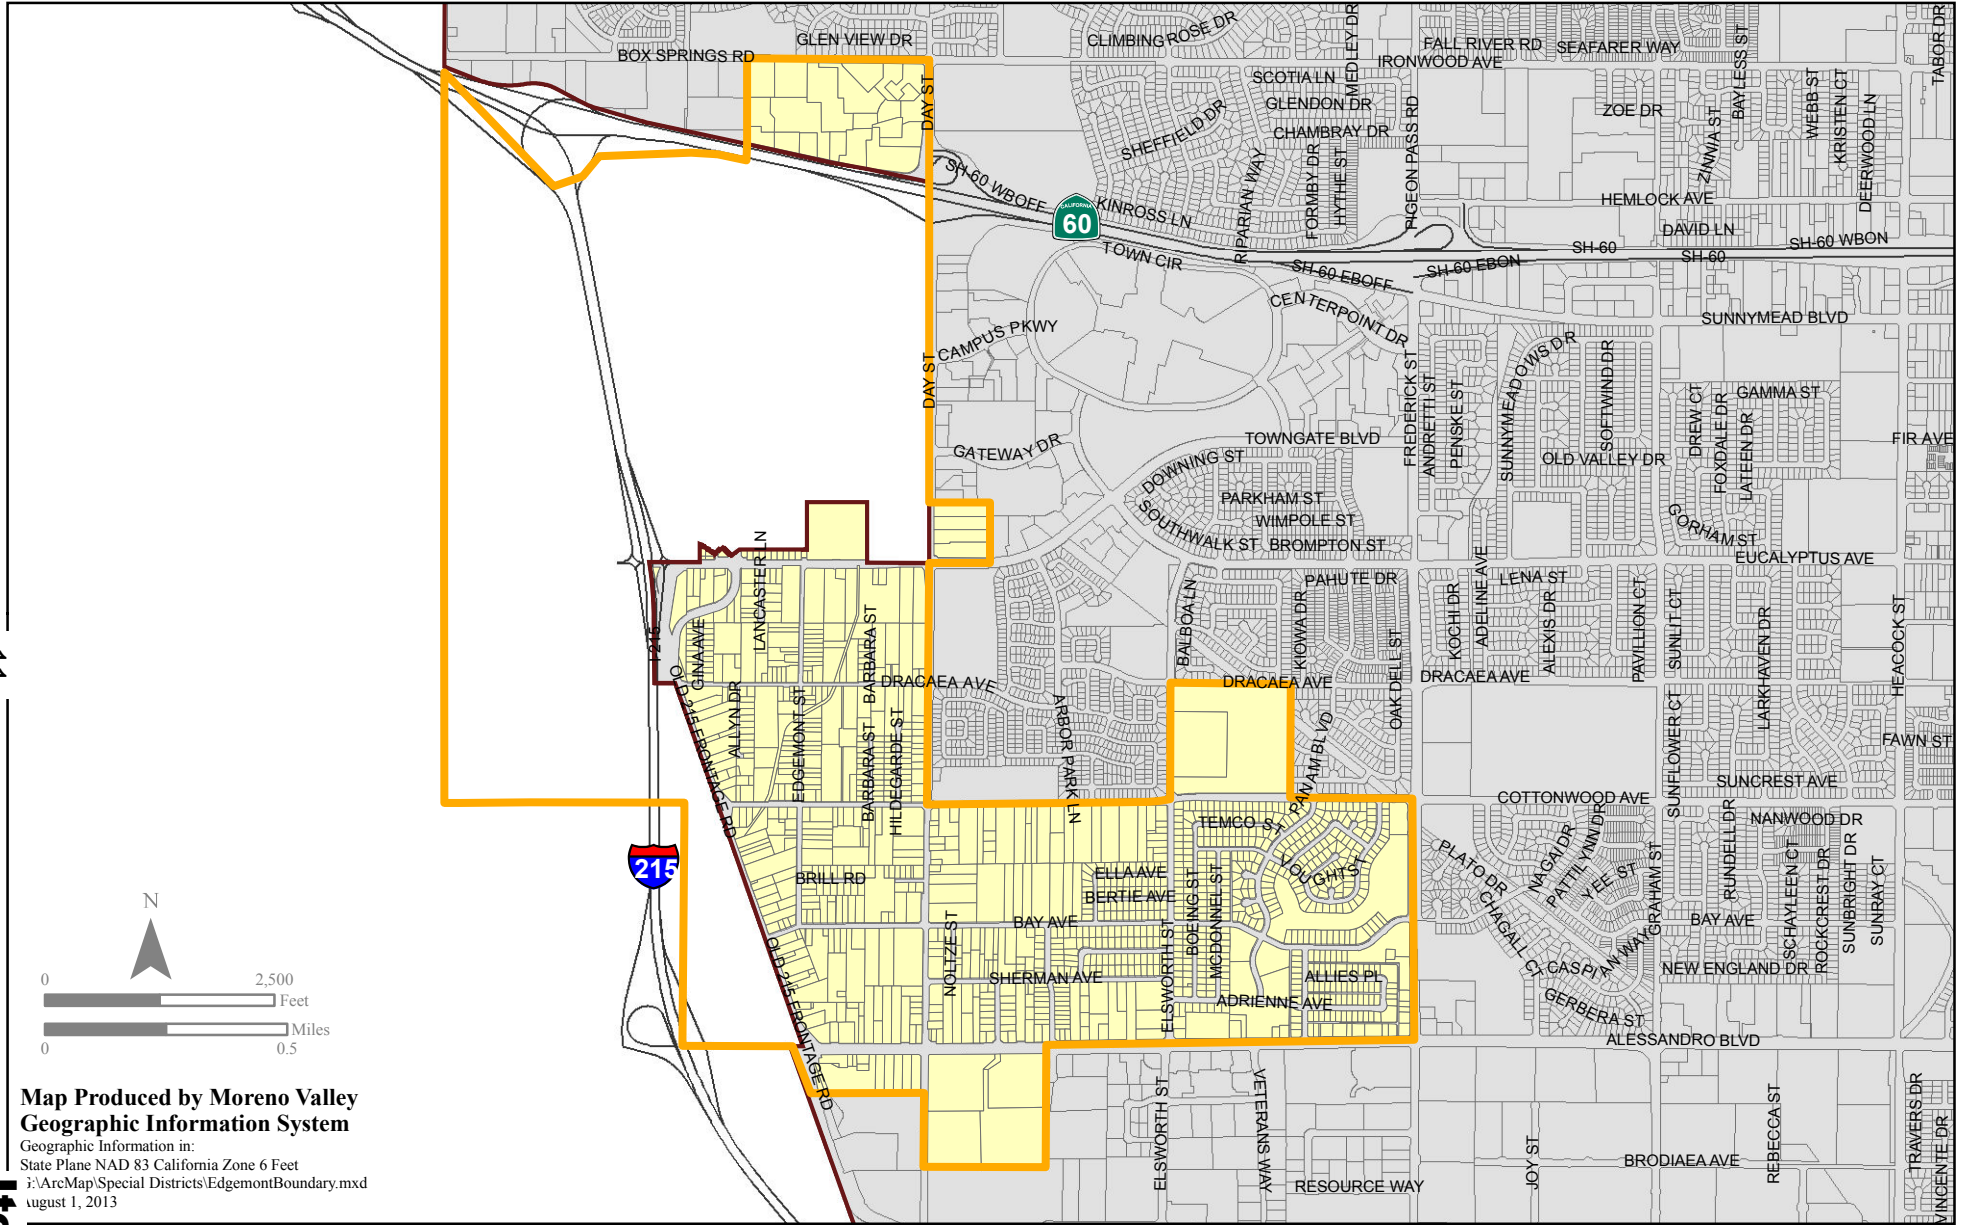 GLEN VIEW DR
BOX SPRINGS RD
DAY ST
CLIMBING ROSE DR
MEDLEY DR
FALL RIVER RD
SEAFARER WAY
IRONWOOD AVE
BAYLESS ST
TABOR DR
SCOTIA LN
GLENDON DR
CHAMBRAY DR
SHEFFIELD DR
ZOE DR
ZINNIA ST
WEBB ST
KRISTEN CT
DEERWOOD LN
PIGEON PASS RD
RIPARIAN WAY
FORMBY DR
HYTHE ST
HEMLOCK AVE
DAVID LN
SH-60 WBOFF
CALIFORNIA
60
KINROSS LN
TOWN CIR
SH-60 EBOFF
SH-60 EBON
SH-60
SH-60 WBON
SH-60
CENTERPOINT DR
SUNNYMEAD BLVD
CAMPUS PKWY
DAY ST
FREDERICK ST
ANDRETTI ST
PENSKE ST
SUNNYMEADOWS DR
SOFTWIND DR
DREW CT
FOXDALE DR
LATEEN DR
GAMMA ST
FIR AVE
GATEWAY DR
TOWNGATE BLVD
OLD VALLEY DR
DOWNING ST
PARKHAM ST
WIMPOLE ST
SOUTHWALK ST
BROMPTON ST
GORHAM ST
EUCALYPTUS AVE
LANCASTER LN
GINA AVE
BARBARA ST
I-215
BALBOA LN
PAHUTE DR
KIOWA DR
OAK DELL ST
KOCHI DR
ADELINE AVE
LENA ST
ALEXIS DR
PAVILLION CT
SUNLIT CT
LARKHAVEN DR
HEACOCK ST
DRACAEA AVE
DRACAEA AVE
DRACAEA AVE
OLD 215 FRONTAGE RD
ALLYN DR
EDGEMONT ST
BARBARA ST
HILDEGARDE ST
ARBOR PARK LN
PAN AM BLVD
SUNFLOWER CT
FAWN ST
SUNCREST AVE
COTTONWOOD AVE
TEMCO ST
NANWOOD DR
215
BRILL RD
ELLA AVE
BERTIE AVE
BOEING ST
MCDONNEL ST
VOUGHT ST
PLATO DR
NAGAI DR
PATTILYNN DR
YEE ST
GRAHAM ST
RUNDELL DR
SCHAYLEEN CT
ROCKCREST DR
SUNBRIGHT DR
SUNRAY CT
BAY AVE
BAY AVE
CHAGALL CT
NOLTZE ST
SHERMAN AVE
ELSWORTH ST
ALLIES PL
ADRIENNE AVE
CASPIAN WAY
NEW ENGLAND DR
GERBERA ST
ALESSANDRO BLVD
OLD 215 FRONTAGE RD
ELSWORTH ST
VETERANS WAY
RESOURCE WAY
JOY ST
BRODIAEA AVE
REBECCA ST
TRAVERS DR
VINCENTE DR
N
0 2,500
Feet
Miles
0 0.5
Map Produced by Moreno Valley
Geographic Information System
Geographic Information in:
State Plane NAD 83 California Zone 6 Feet
:\ArcMap\Special Districts\EdgemontBoundary.mxd
August 1, 2013